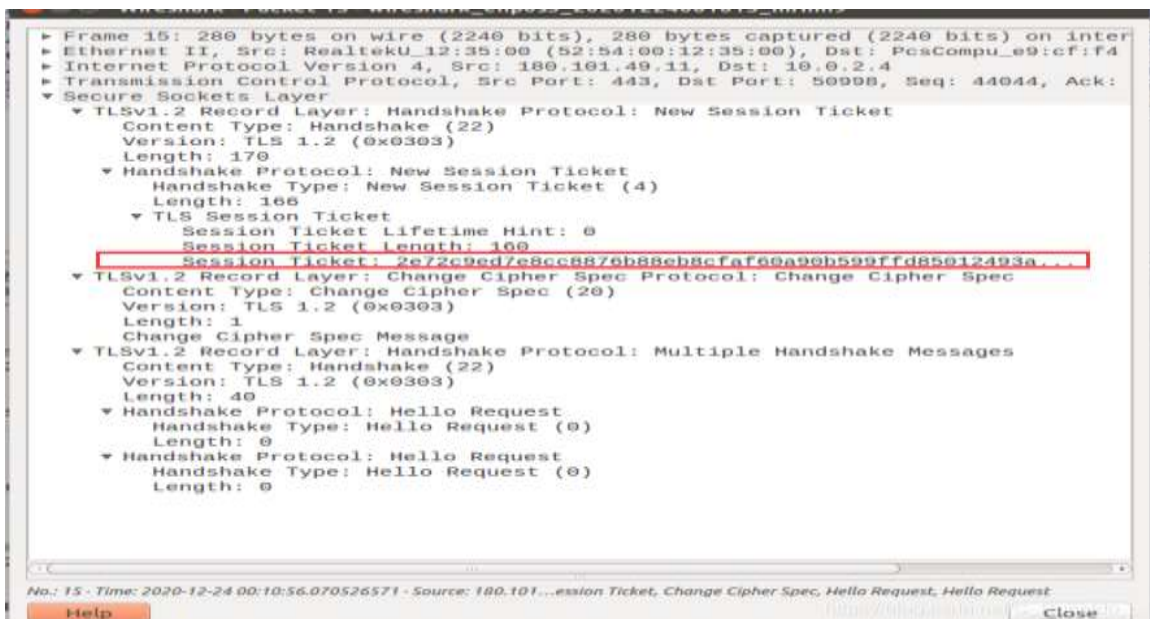 Frame 15: 280 bytes on wire (2240 bits), 280 bytes captured (2240 bits) on inter
Ethernet II, Src: RealtekU_12:35:00 (52:54:00:12:35:00), Dst: PcsCompu_e9:cf:f4
Internet Protocol Version 4, Src: 180.101.49.11, Dst: 10.0.2.4
Transmission Control Protocol, Src Port: 443, Dst Port: 50998, Seq: 44044, Ack:
Secure Sockets Layer
TLSv1.2 Record Layer: Handshake Protocol: New Session Ticket
Content Type: Handshake (22)
Version: TLS 1.2 (0x0303)
Length: 170
Handshake Protocol: New Session Ticket
Handshake Type: New Session Ticket (4)
Length: 166
TLS Session Ticket
Session Ticket Lifetime Hint: 0
Session Ticket Length: 160
Session Ticket: 2e72c9ed7e8cc8876b88eb8cfaf60a90b599ffd85012493a...
TLSv1.2 Record Layer: Change Cipher Spec Protocol: Change Cipher Spec
Content Type: Change Cipher Spec (20)
Version: TLS 1.2 (0x0303)
Length: 1
Change Cipher Spec Message
TLSv1.2 Record Layer: Handshake Protocol: Multiple Handshake Messages
Content Type: Handshake (22)
Version: TLS 1.2 (0x0303)
Length: 40
Handshake Protocol: Hello Request
Handshake Type: Hello Request (0)
Length: 0
Handshake Protocol: Hello Request
Handshake Type: Hello Request (0)
Length: 0
No.: 15 - Time: 2020-12-24 00:10:56.070526571 - Source: 180.101...ession Ticket, Change Cipher Spec, Hello Request, Hello Request
Help
Close